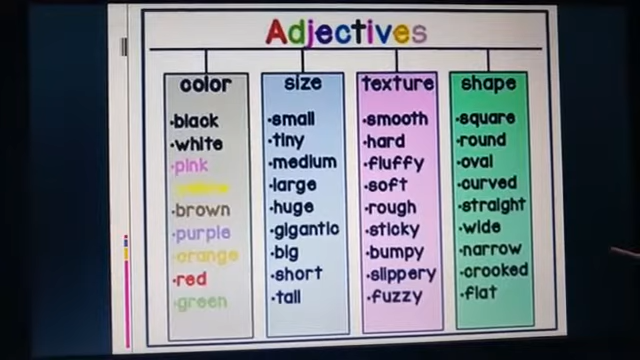 Adjectives
color
·black
·white
·pink
·yellow
·brown
·purple
·orange
·red
·green
size
·small
·tiny
·medium
·large
·huge
·gigantic
·big
·short
·tall
texture
·smooth
·hard
·fluffy
·soft
·rough
·sticky
·bumpy
·slippery
·fuzzy
shape
·square
·round
·oval
·curved
·straight
·wide
·narrow
·crooked
·flat